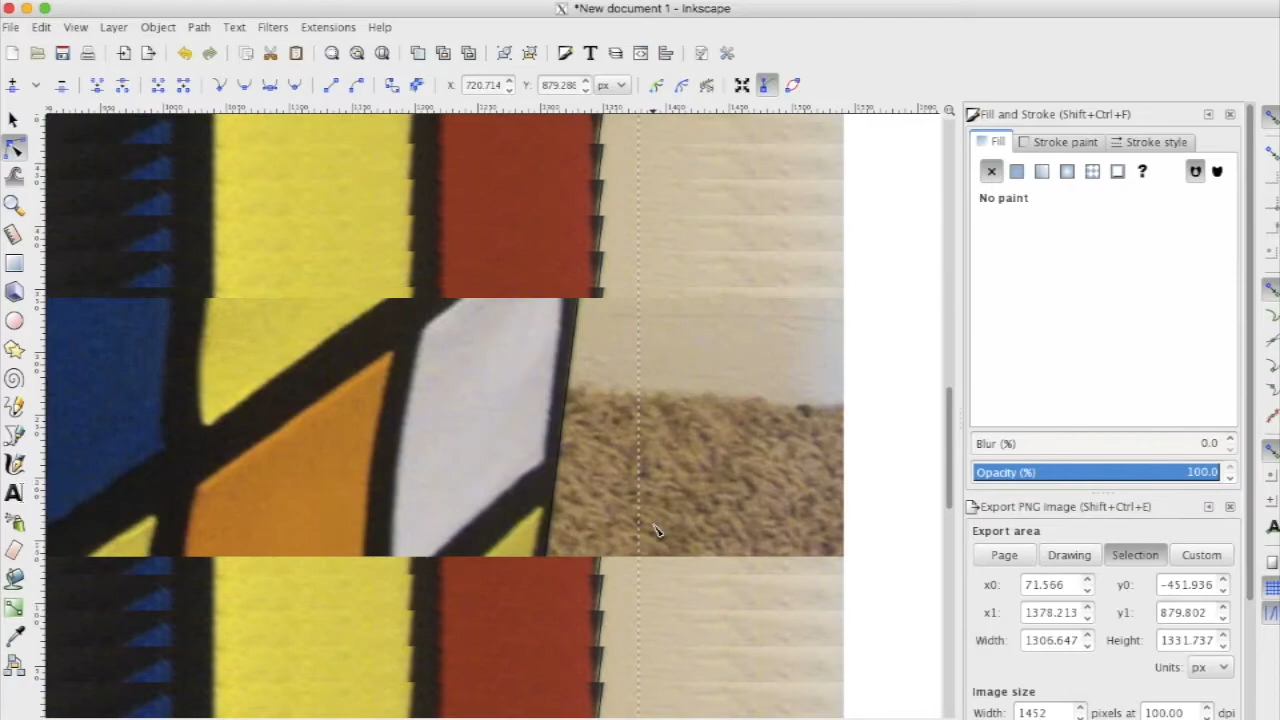 *New document 1 - Inkscape
File Edit View Layer Object Path Text Filters Extensions Help
X: 720.714 Y: 879.286 px
Fill and Stroke (Shift+Ctrl+F)
Fill Stroke paint Stroke style
No paint
Blur (%) 0.0
Opacity (%) 100.0
Export PNG Image (Shift+Ctrl+E)
Export area
Page Drawing Selection Custom
x0: 71.566 y0: -451.936
x1: 1378.213 y1: 879.802
Width: 1306.647 Height: 1331.737
Units: px
Image size
Width: 1452 pixels at 100.00 dpi